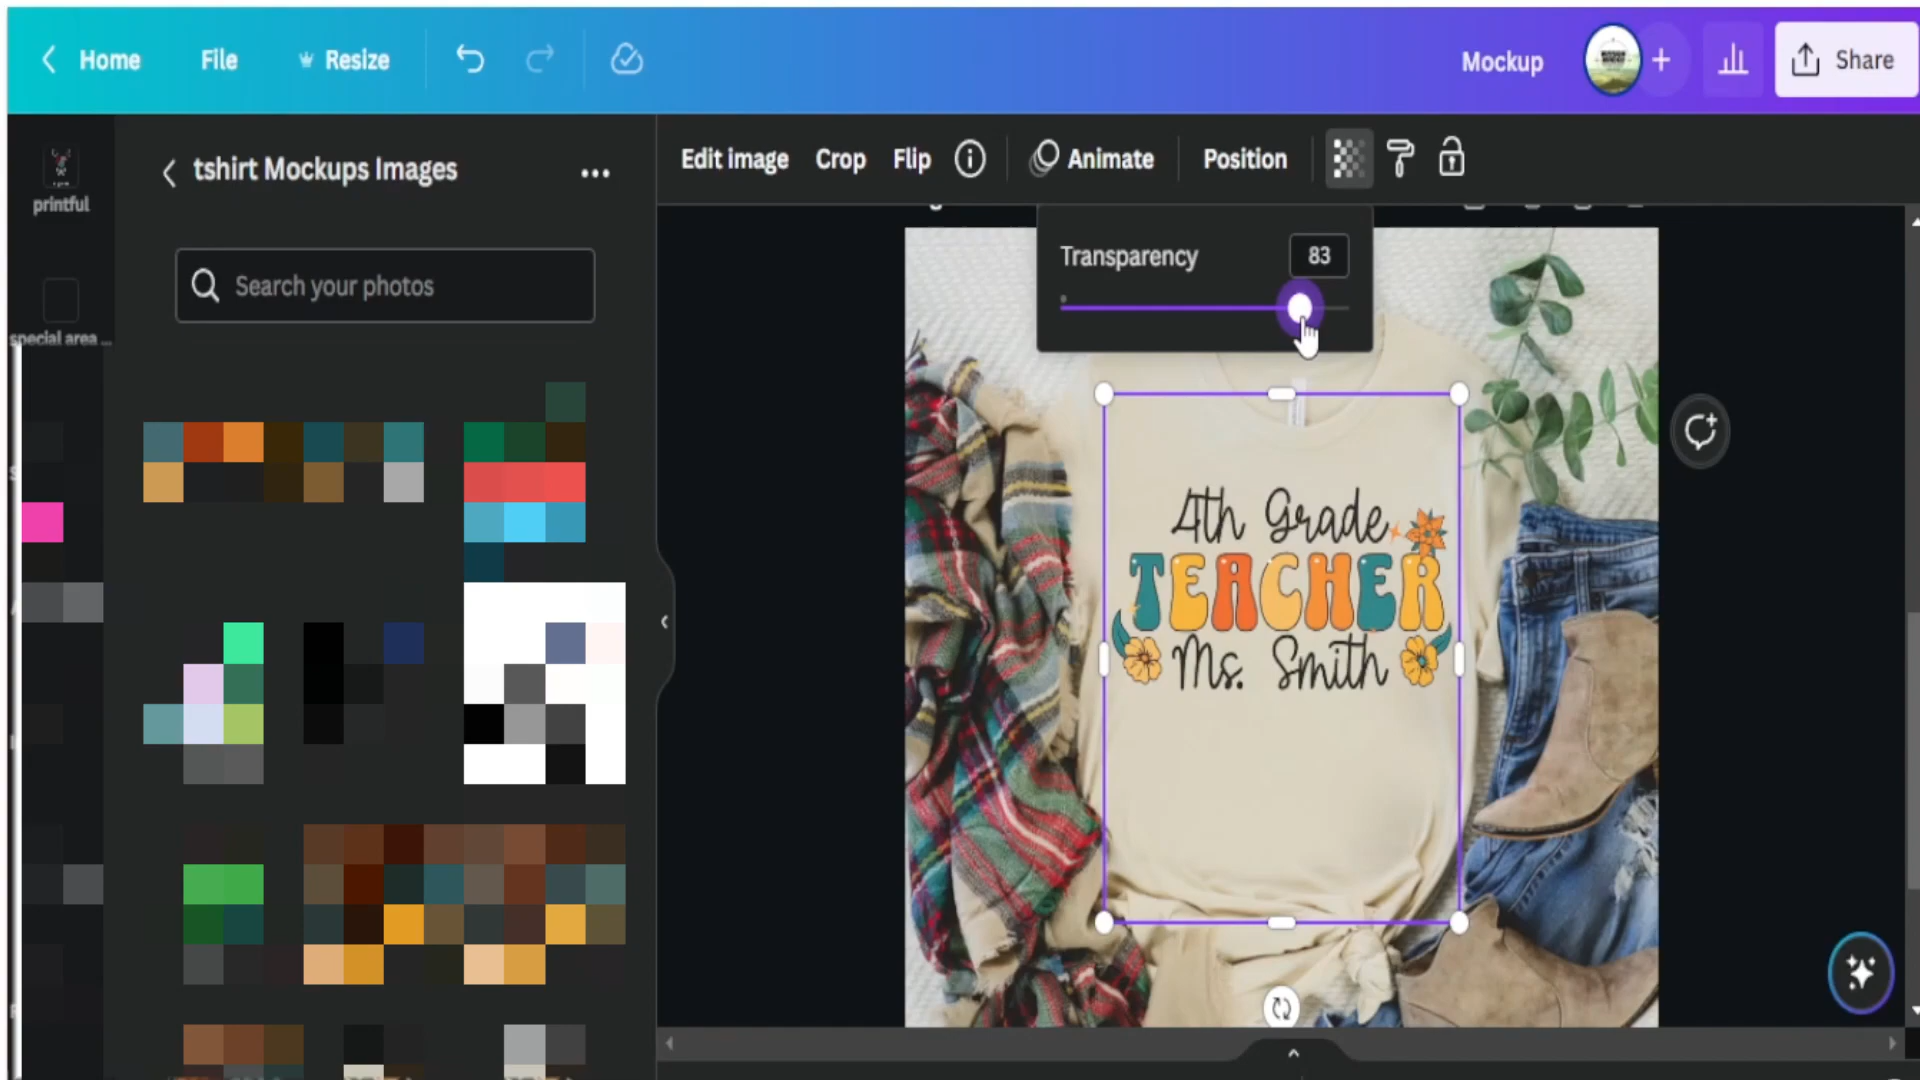 Home File Resize Mockup Share
printful
special area ...
tshirt Mockups Images
Search your photos
Edit image Crop Flip Animate Position
Transparency 83
4th Grade
TEACHER
Ms. Smith